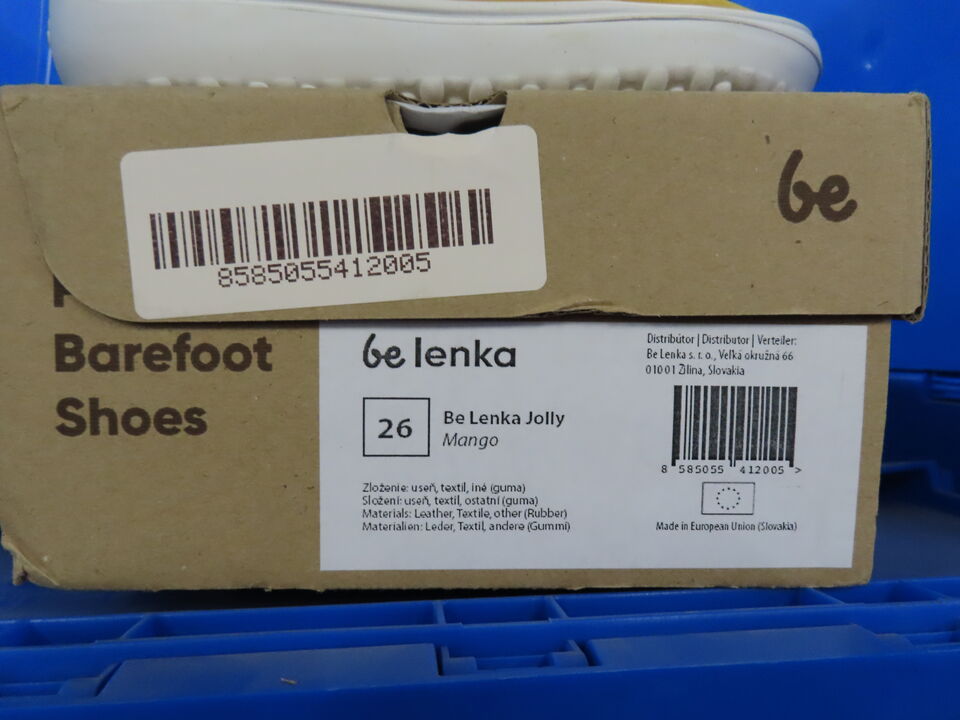 be
8585055412005
Barefoot
Shoes
be lenka
26
Be Lenka Jolly
Mango
Zloženie: useň, textil, iné (guma)
Složení: useň, textil, ostatní (guma)
Materials: Leather, Textile, other (Rubber)
Materialien: Leder, Textil, andere (Gummi)
Distribútor | Distributor | Verteiler:
Be Lenka s. r. o., Veľká okružná 66
010 01 Žilina, Slovakia
8 585055 412005 >
Made in European Union (Slovakia)